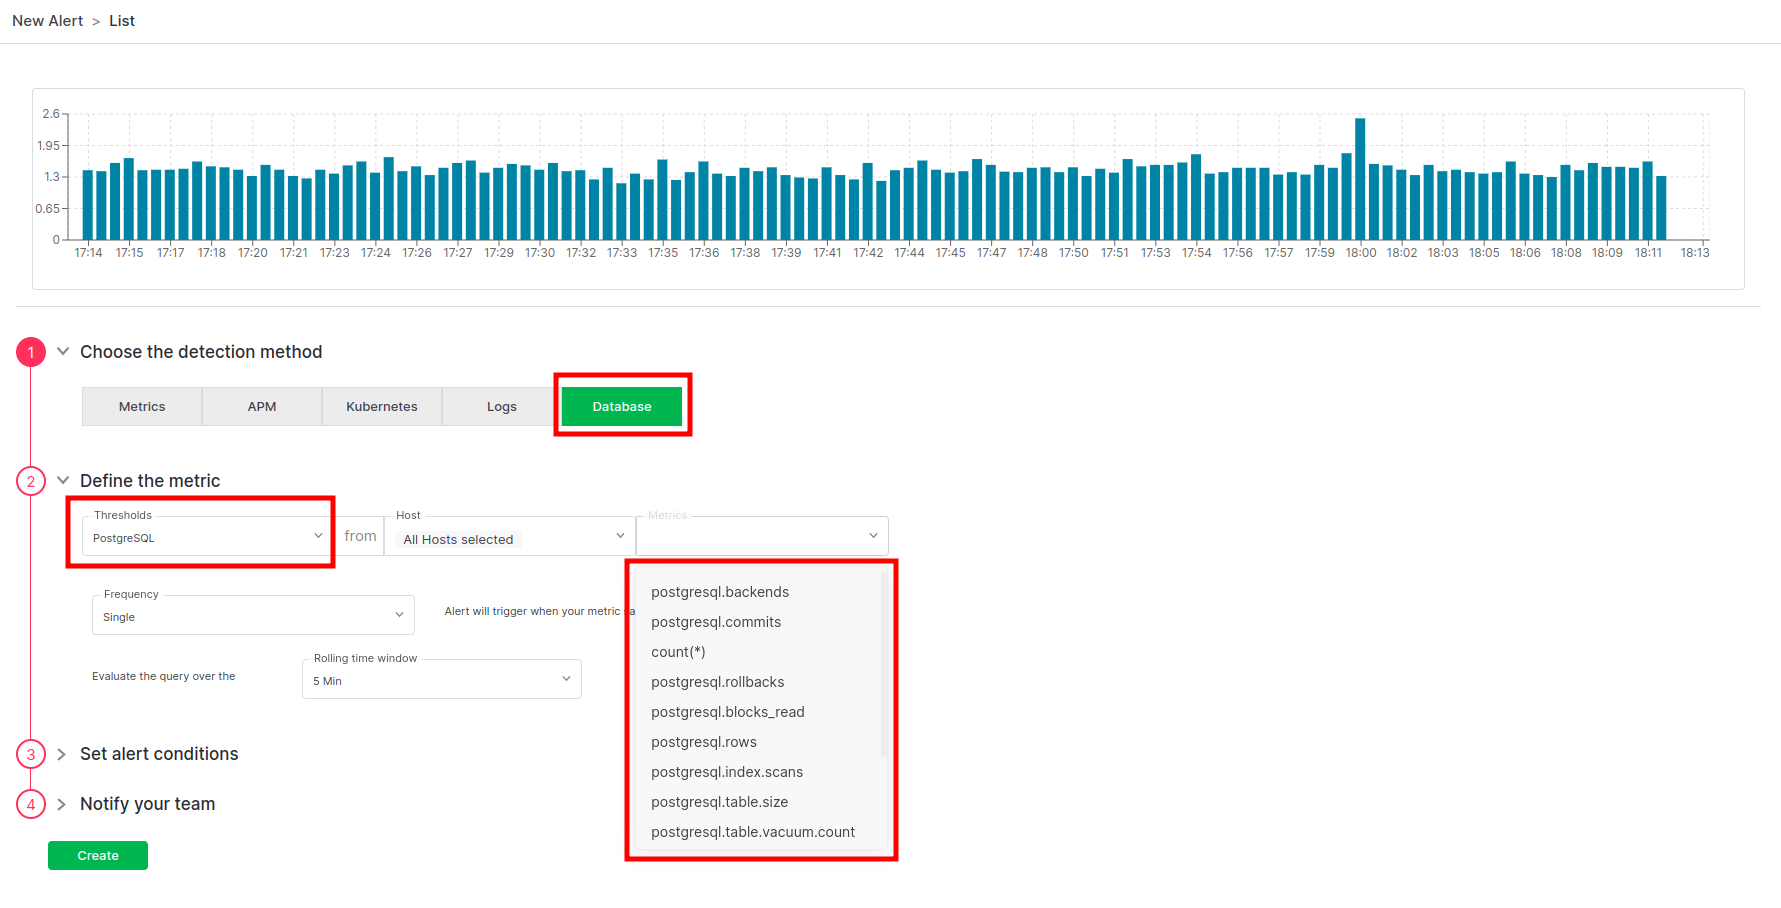 New Alert > List
2.6
1.95
1.3
0.65
0
17:14 17:15 17:17 17:18 17:20 17:21 17:23 17:24 17:26 17:27 17:29 17:30 17:32 17:33 17:35 17:36 17:38 17:39 17:41 17:42 17:44 17:45 17:47 17:48 17:50 17:51 17:53 17:54 17:56 17:57 17:59 18:00 18:02 18:03 18:05 18:06 18:08 18:09 18:11 18:13
1 Choose the detection method
Metrics APM Kubernetes Logs Database
2 Define the metric
Thresholds Host Metrics
PostgreSQL from All Hosts selected
Frequency
Single
Alert will trigger when your metric sa
Rolling time window
Evaluate the query over the 5 Min
postgresql.backends
postgresql.commits
count(*)
postgresql.rollbacks
postgresql.blocks_read
postgresql.rows
postgresql.index.scans
postgresql.table.size
postgresql.table.vacuum.count
3 Set alert conditions
4 Notify your team
Create